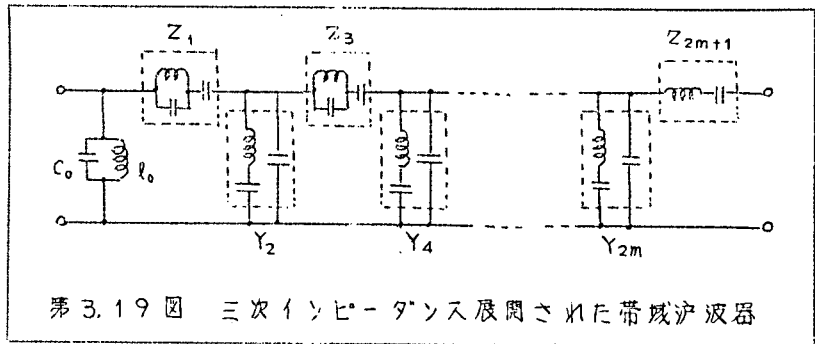 Z₁
Z₃
Z₂ₘ₊₁
C₀
l₀
Y₂
Y₄
Y₂ₘ
第3.19図 三次インピーダンス展開された帯域沪波器